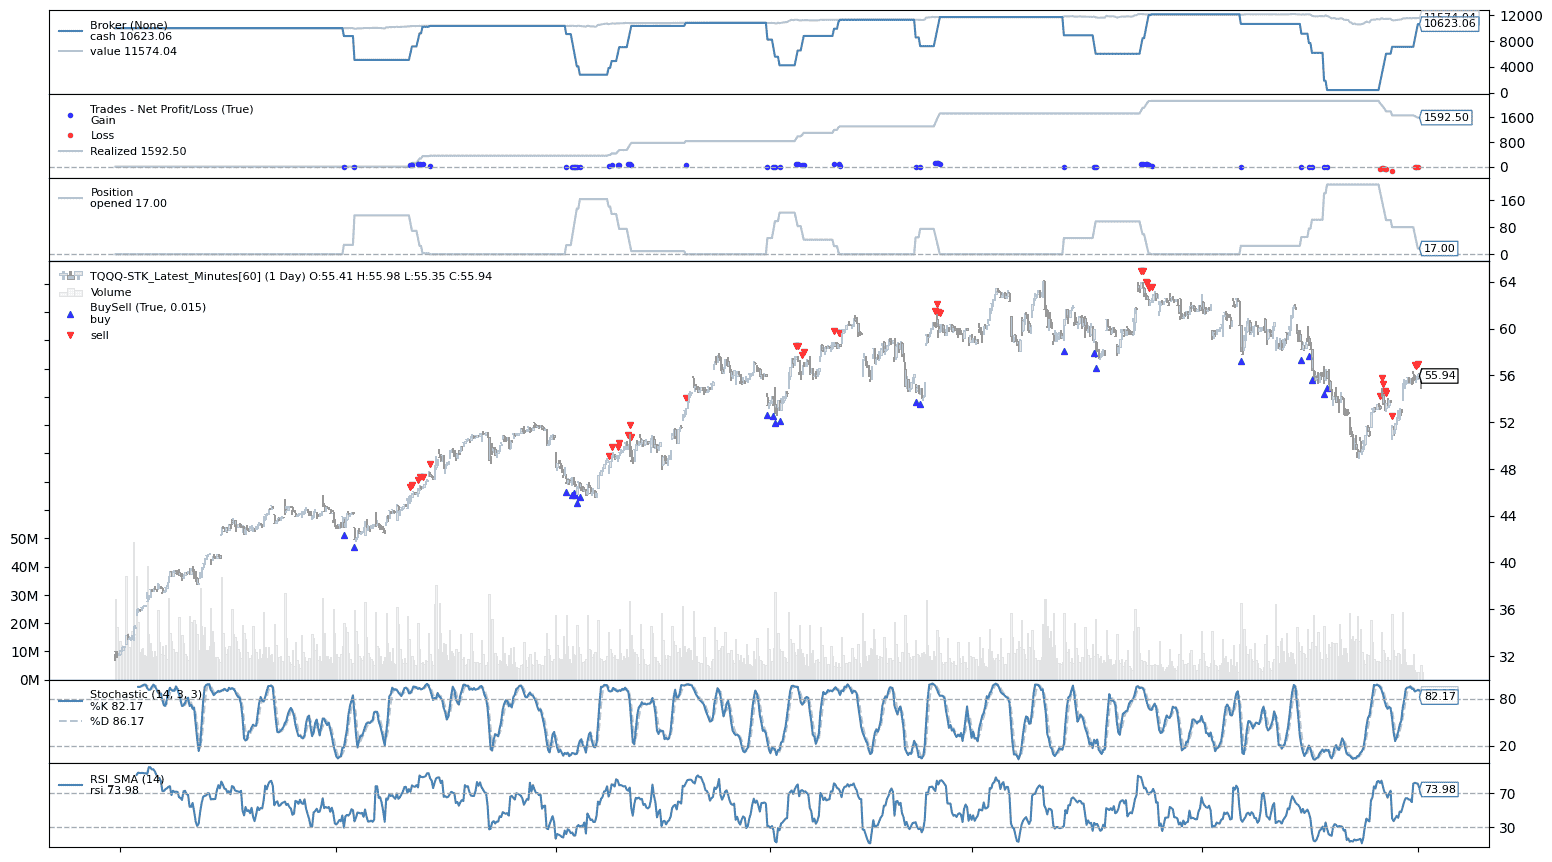 Broker (None)
cash 10623.06
value 11574.04
12000
10623.06
8000
4000
0
Trades - Net Profit/Loss (True)
Gain
Loss
Realized 1592.50
1600
1592.50
800
0
Position
opened 17.00
160
80
17.00
0
TQQQ-STK_Latest_Minutes[60] (1 Day) O:55.41 H:55.98 L:55.35 C:55.94
Volume
BuySell (True, 0.015)
buy
sell
64
60
56
55.94
52
48
44
40
36
32
50M
40M
30M
20M
10M
0M
Stochastic (14, 3, 3)
%K 82.17
%D 86.17
82.17
80
20
RSI_SMA (14)
rsi 73.98
73.98
70
30